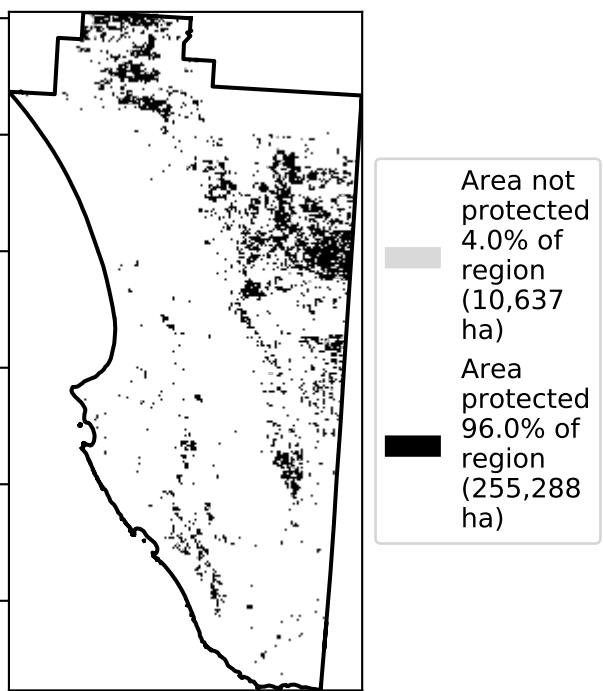 Area not
protected
4.0% of
region
(10,637
ha)
Area
protected
96.0% of
region
(255,288
ha)